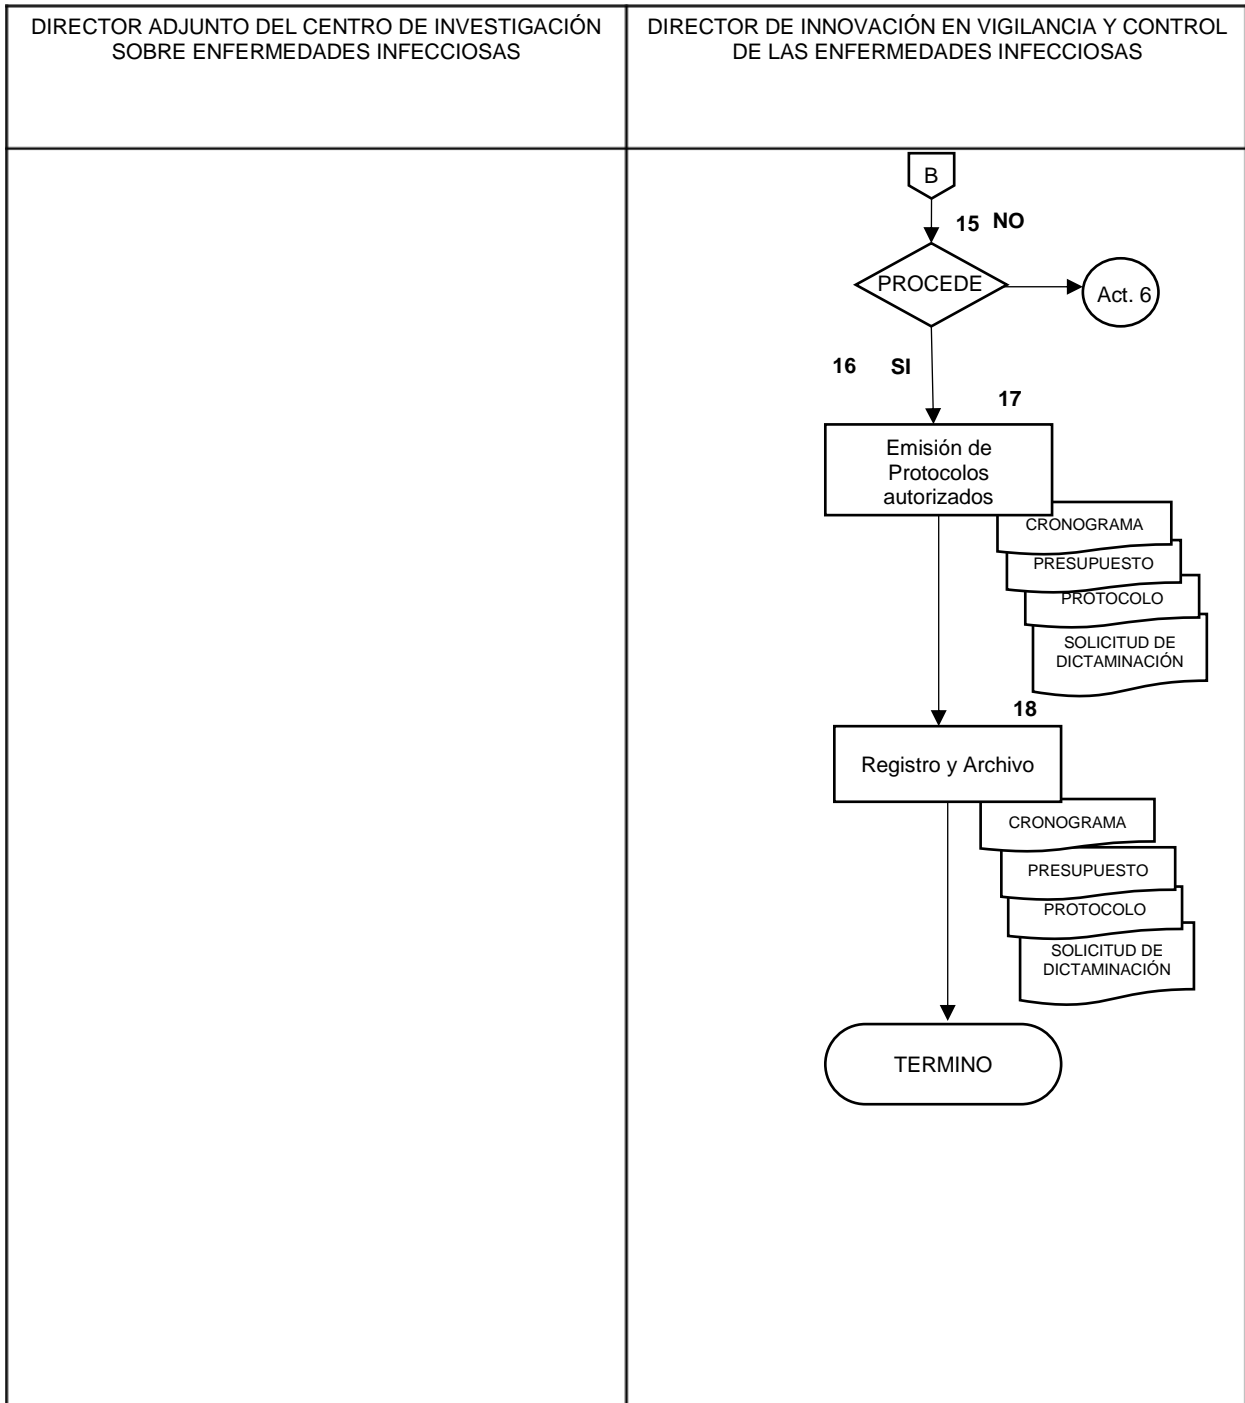 DIRECTOR ADJUNTO DEL CENTRO DE INVESTIGACIÓN
SOBRE ENFERMEDADES INFECCIOSAS
DIRECTOR DE INNOVACIÓN EN VIGILANCIA Y CONTROL
DE LAS ENFERMEDADES INFECCIOSAS
B
15 NO
PROCEDE
Act. 6
16 SI
17
Emisión de
Protocolos
autorizados
CRONOGRAMA
PRESUPUESTO
PROTOCOLO
SOLICITUD DE
DICTAMINACIÓN
18
Registro y Archivo
CRONOGRAMA
PRESUPUESTO
PROTOCOLO
SOLICITUD DE
DICTAMINACIÓN
TERMINO